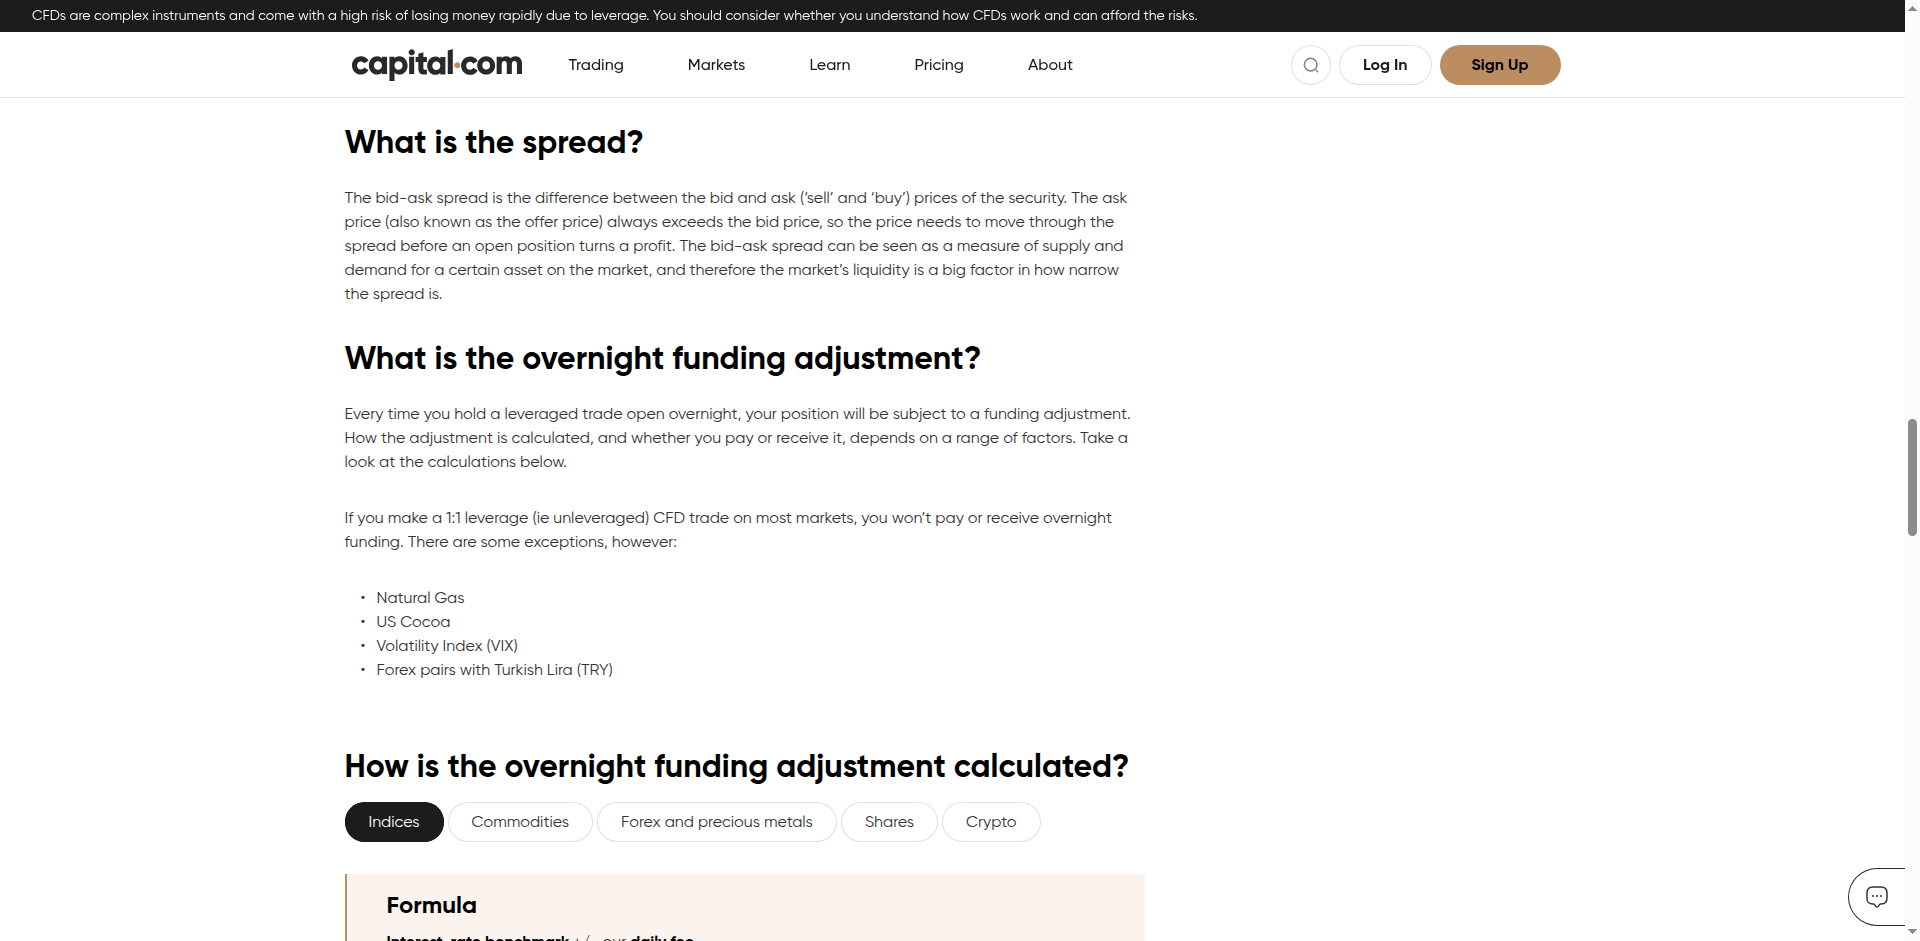 CFDs are complex instruments and come with a high risk of losing money rapidly due to leverage. You should consider whether you understand how CFDs work and can afford the risks.
capital.com Trading Markets Learn Pricing About Log In Sign Up
What is the spread?
The bid-ask spread is the difference between the bid and ask (‘sell’ and ‘buy’) prices of the security. The ask
price (also known as the offer price) always exceeds the bid price, so the price needs to move through the
spread before an open position turns a profit. The bid-ask spread can be seen as a measure of supply and
demand for a certain asset on the market, and therefore the market’s liquidity is a big factor in how narrow
the spread is.
What is the overnight funding adjustment?
Every time you hold a leveraged trade open overnight, your position will be subject to a funding adjustment.
How the adjustment is calculated, and whether you pay or receive it, depends on a range of factors. Take a
look at the calculations below.
If you make a 1:1 leverage (ie unleveraged) CFD trade on most markets, you won’t pay or receive overnight
funding. There are some exceptions, however:
• Natural Gas
• US Cocoa
• Volatility Index (VIX)
• Forex pairs with Turkish Lira (TRY)
How is the overnight funding adjustment calculated?
Indices Commodities Forex and precious metals Shares Crypto
Formula
Interest-rate benchmark +/- our daily fee